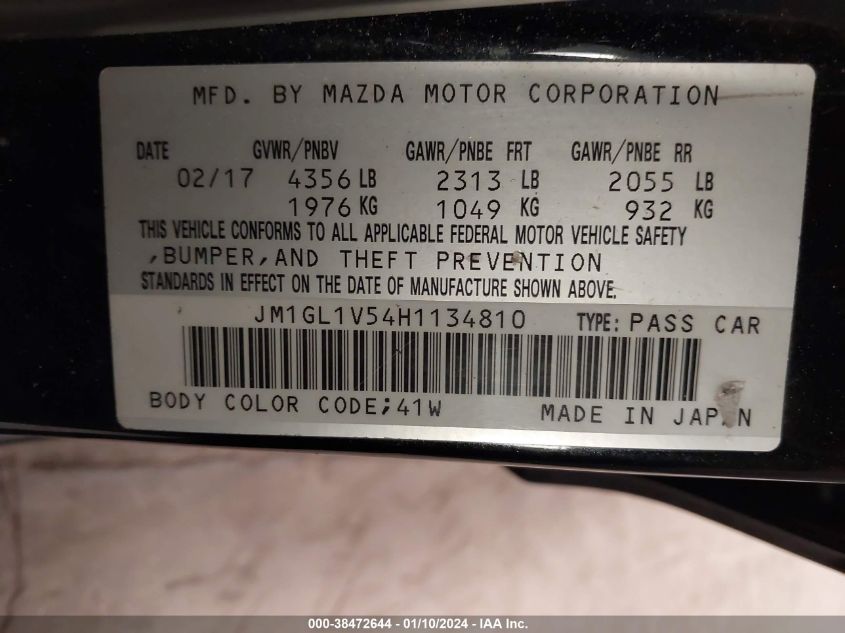 MFD. BY MAZDA MOTOR CORPORATION
DATE GVWR/PNBV GAWR/PNBE FRT GAWR/PNBE RR
02/17 4356 LB 2313 LB 2055 LB
1976 KG 1049 KG 932 KG
THIS VEHICLE CONFORMS TO ALL APPLICABLE FEDERAL MOTOR VEHICLE SAFETY
,BUMPER,AND THEFT PREVENTION
STANDARDS IN EFFECT ON THE DATE OF MANUFACTURE SHOWN ABOVE.
JM1GL1V54H1134810 TYPE: PASS CAR
BODY COLOR CODE;41W MADE IN JAPAN
000-38472644 - 01/10/2024 - IAA Inc.